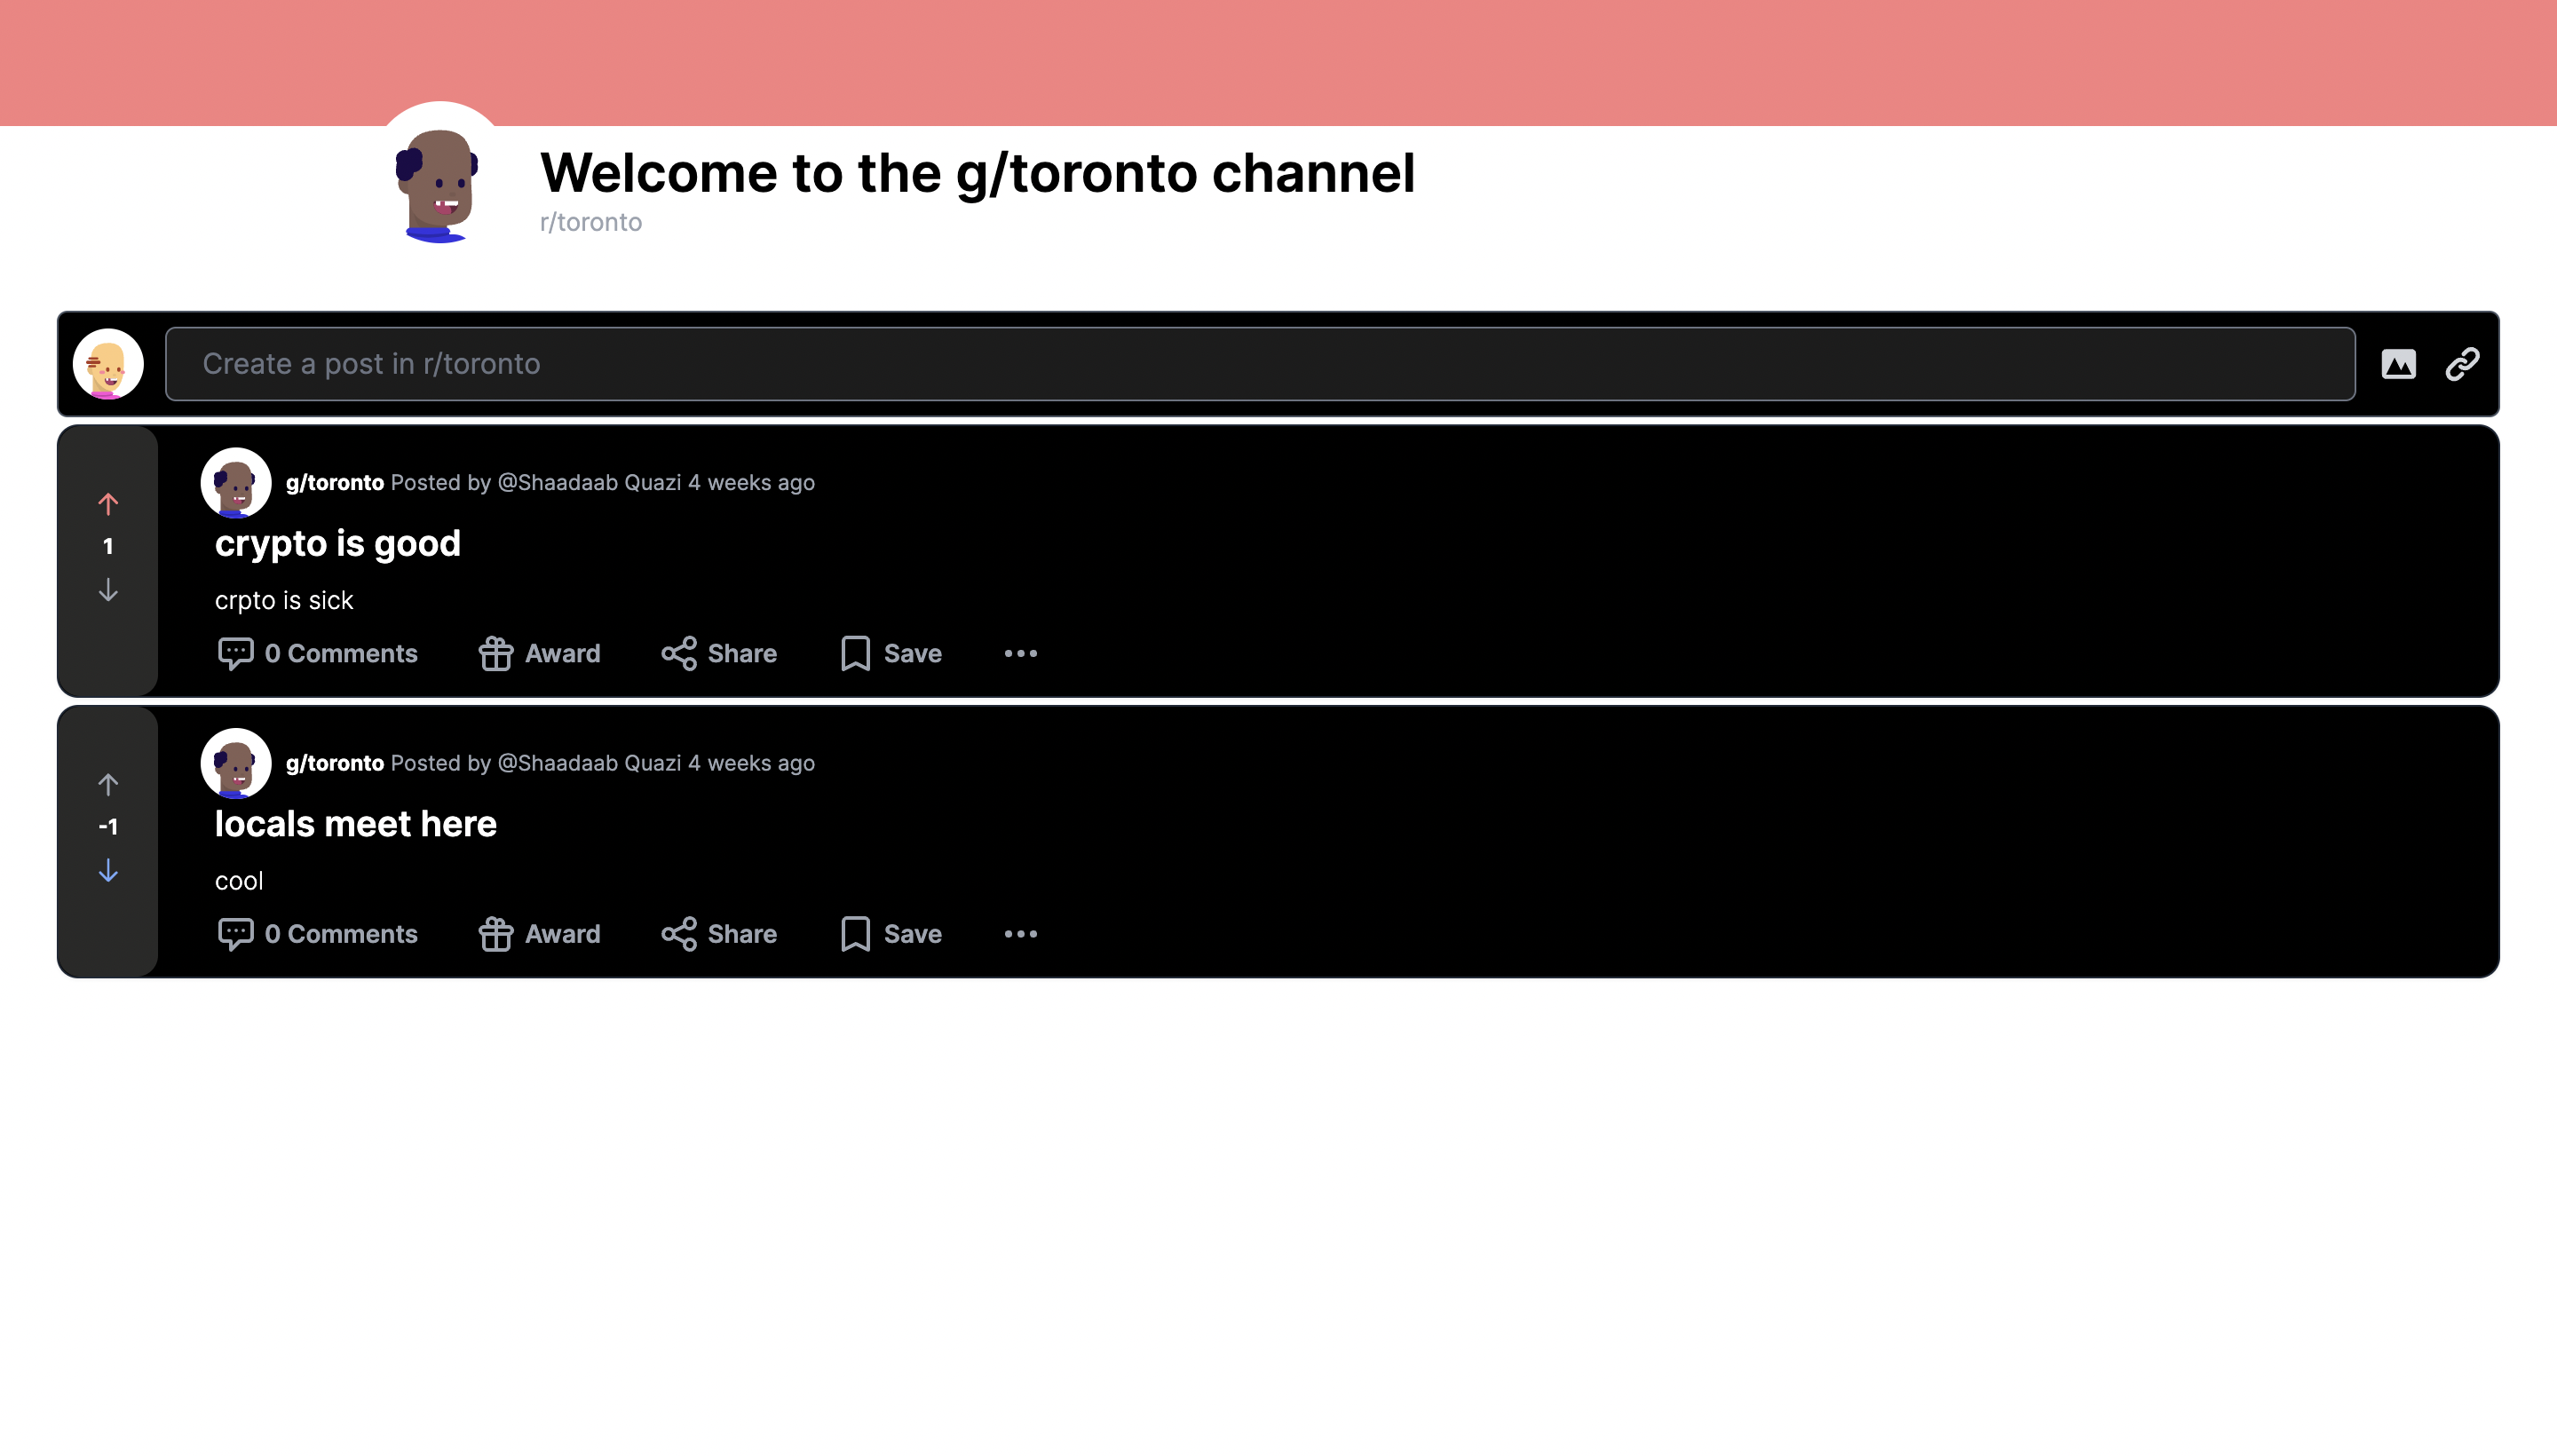 Welcome to the g/toronto channel
r/toronto
Create a post in r/toronto
g/toronto Posted by @Shaadaab Quazi 4 weeks ago
1
crypto is good
crpto is sick
0 Comments Award Share Save
g/toronto Posted by @Shaadaab Quazi 4 weeks ago
-1
locals meet here
cool
0 Comments Award Share Save